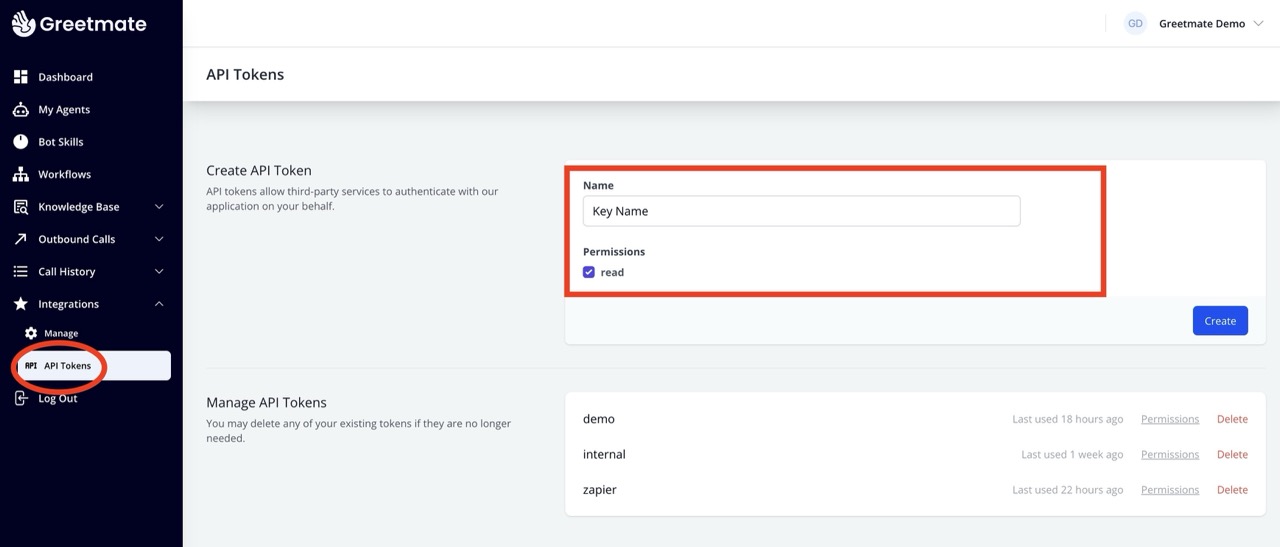 Greetmate
GD
Greetmate Demo
Dashboard
My Agents
Bot Skills
Workflows
Knowledge Base
Outbound Calls
Call History
Integrations
Manage
API
API Tokens
Log Out
API Tokens
Create API Token
API tokens allow third-party services to authenticate with our
application on your behalf.
Name
Key Name
Permissions
read
Create
Manage API Tokens
You may delete any of your existing tokens if they are no longer
needed.
demo Last used 18 hours ago Permissions Delete
internal Last used 1 week ago Permissions Delete
zapier Last used 22 hours ago Permissions Delete